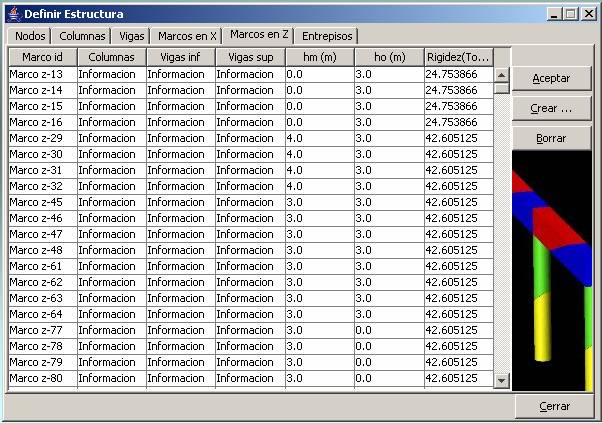 Definir Estructura
Nodos Columnas Vigas Marcos en X Marcos en Z Entrepisos
Marco id Columnas Vigas inf Vigas sup hm (m) ho (m) Rigidez(To...
Marco z-13 Informacion Informacion Informacion 0.0 3.0 24.753866
Marco z-14 Informacion Informacion Informacion 0.0 3.0 24.753866
Marco z-15 Informacion Informacion Informacion 0.0 3.0 24.753866
Marco z-16 Informacion Informacion Informacion 0.0 3.0 24.753866
Marco z-29 Informacion Informacion Informacion 4.0 3.0 42.605125
Marco z-30 Informacion Informacion Informacion 4.0 3.0 42.605125
Marco z-31 Informacion Informacion Informacion 4.0 3.0 42.605125
Marco z-32 Informacion Informacion Informacion 4.0 3.0 42.605125
Marco z-45 Informacion Informacion Informacion 3.0 3.0 42.605125
Marco z-46 Informacion Informacion Informacion 3.0 3.0 42.605125
Marco z-47 Informacion Informacion Informacion 3.0 3.0 42.605125
Marco z-48 Informacion Informacion Informacion 3.0 3.0 42.605125
Marco z-61 Informacion Informacion Informacion 3.0 3.0 42.605125
Marco z-62 Informacion Informacion Informacion 3.0 3.0 42.605125
Marco z-63 Informacion Informacion Informacion 3.0 3.0 42.605125
Marco z-64 Informacion Informacion Informacion 3.0 3.0 42.605125
Marco z-77 Informacion Informacion Informacion 3.0 0.0 42.605125
Marco z-78 Informacion Informacion Informacion 3.0 0.0 42.605125
Marco z-79 Informacion Informacion Informacion 3.0 0.0 42.605125
Marco z-80 Informacion Informacion Informacion 3.0 0.0 42.605125
Aceptar
Crear ...
Borrar
Cerrar